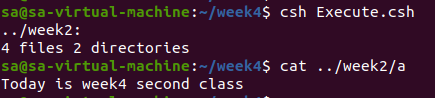 sa@sa-virtual-machine:~/week4$ csh Execute.csh
../week2:
4 files 2 directories
sa@sa-virtual-machine:~/week4$ cat ../week2/a
Today is week4 second class